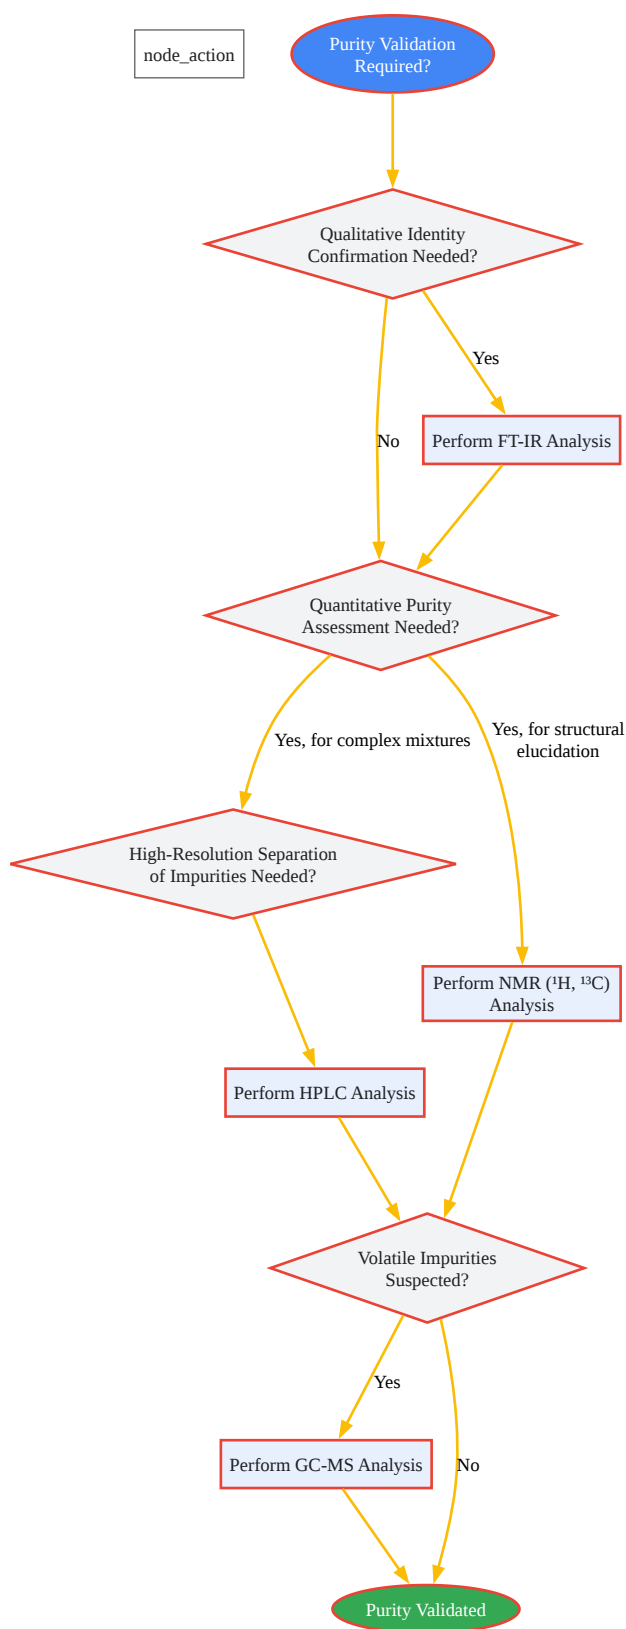 node_action
Purity Validation
Required?
Qualitative Identity
Confirmation Needed?
Yes
No
Perform FT-IR Analysis
Quantitative Purity
Assessment Needed?
Yes, for complex mixtures
Yes, for structural
elucidation
High-Resolution Separation
of Impurities Needed?
Perform NMR (¹H, ¹³C)
Analysis
Perform HPLC Analysis
Volatile Impurities
Suspected?
Yes
Perform GC-MS Analysis
No
Purity Validated